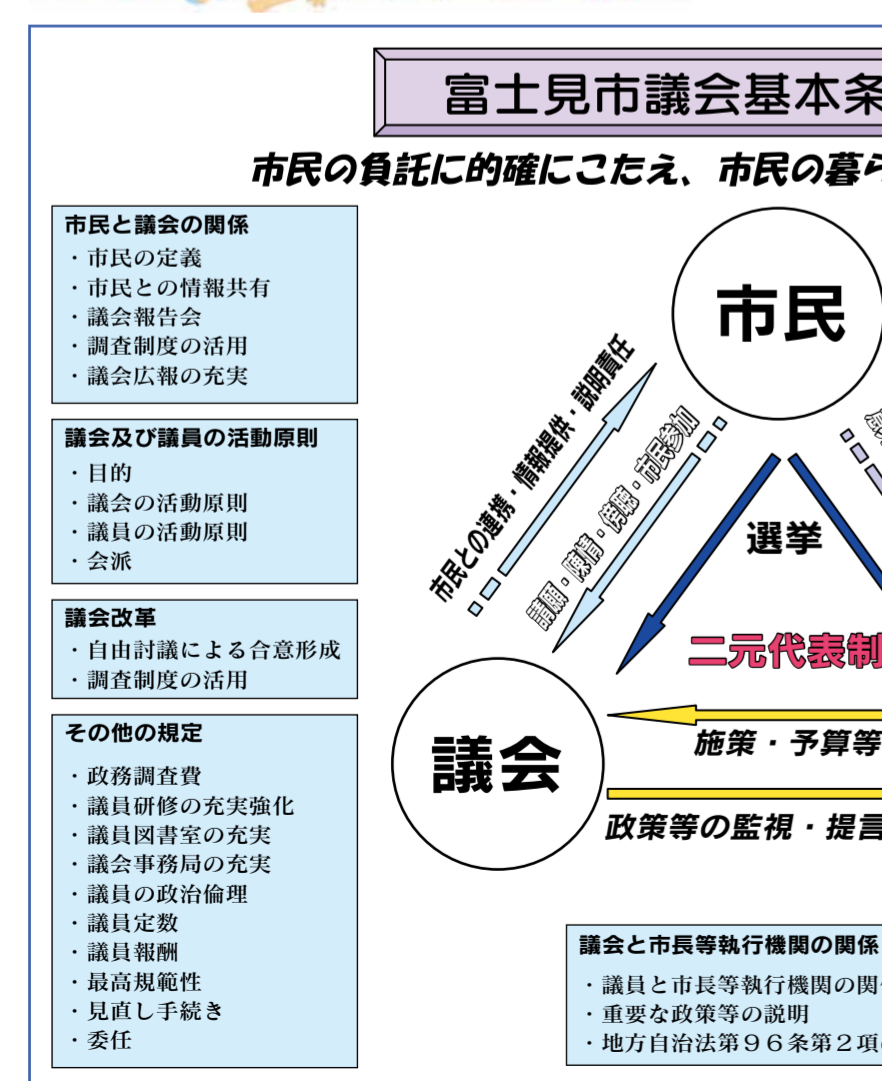 富士見市議会基本条
市民の負託に的確にこたえ、市民の暮ら
市民と議会の関係
・市民の定義
・市民との情報共有
・議会報告会
・調査制度の活用
・議会広報の充実
議会及び議員の活動原則
・目的
・議会の活動原則
・議員の活動原則
・会派
議会改革
・自由討議による合意形成
・調査制度の活用
その他の規定
・政務調査費
・議員研修の充実強化
・議員図書室の充実
・議会事務局の充実
・議員の政治倫理
・議員定数
・議員報酬
・最高規範性
・見直し手続き
・委任
市民
市民との連携・情報提供・説明責任
請願・陳情・傍聴・市民参加
選挙
二元代表制
議会
施策・予算等
政策等の監視・提言
議会と市長等執行機関の関係
・議員と市長等執行機関の関係
・重要な政策等の説明
・地方自治法第９６条第２項